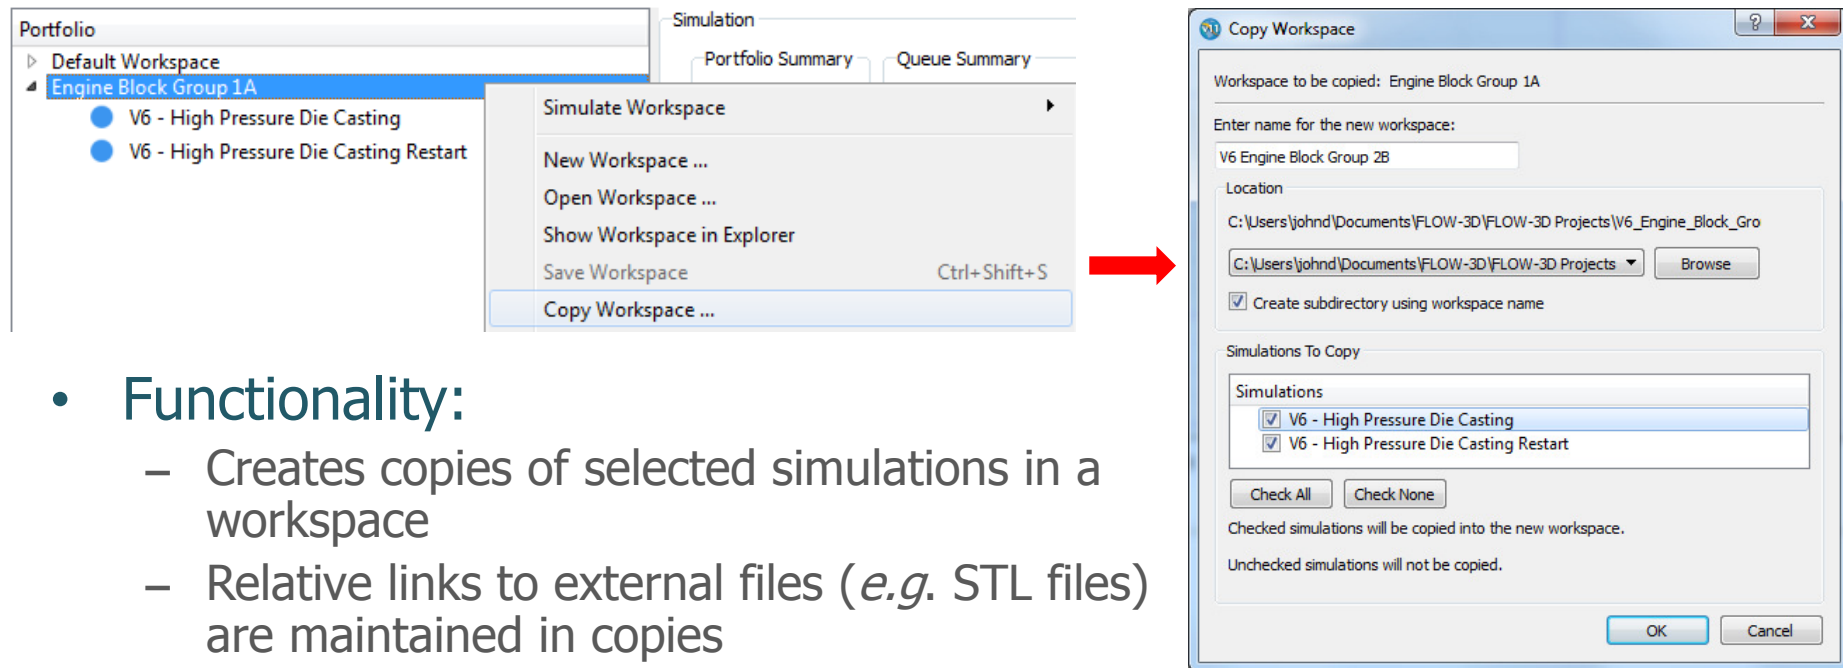 Portfolio
Default Workspace
Engine Block Group 1A
V6 - High Pressure Die Casting
V6 - High Pressure Die Casting Restart
Simulation
Portfolio Summary
Queue Summary
Simulate Workspace
New Workspace ...
Open Workspace ...
Show Workspace in Explorer
Save Workspace Ctrl+Shift+S
Copy Workspace ...
• Functionality:
– Creates copies of selected simulations in a
workspace
– Relative links to external files (e.g. STL files)
are maintained in copies
Copy Workspace
Workspace to be copied: Engine Block Group 1A
Enter name for the new workspace:
V6 Engine Block Group 2B
Location
C:\Users\johnd\Documents\FLOW-3D\FLOW-3D Projects\V6_Engine_Block_Gro
C:\Users\johnd\Documents\FLOW-3D\FLOW-3D Projects
Browse
Create subdirectory using workspace name
Simulations To Copy
Simulations
V6 - High Pressure Die Casting
V6 - High Pressure Die Casting Restart
Check All
Check None
Checked simulations will be copied into the new workspace.
Unchecked simulations will not be copied.
OK
Cancel